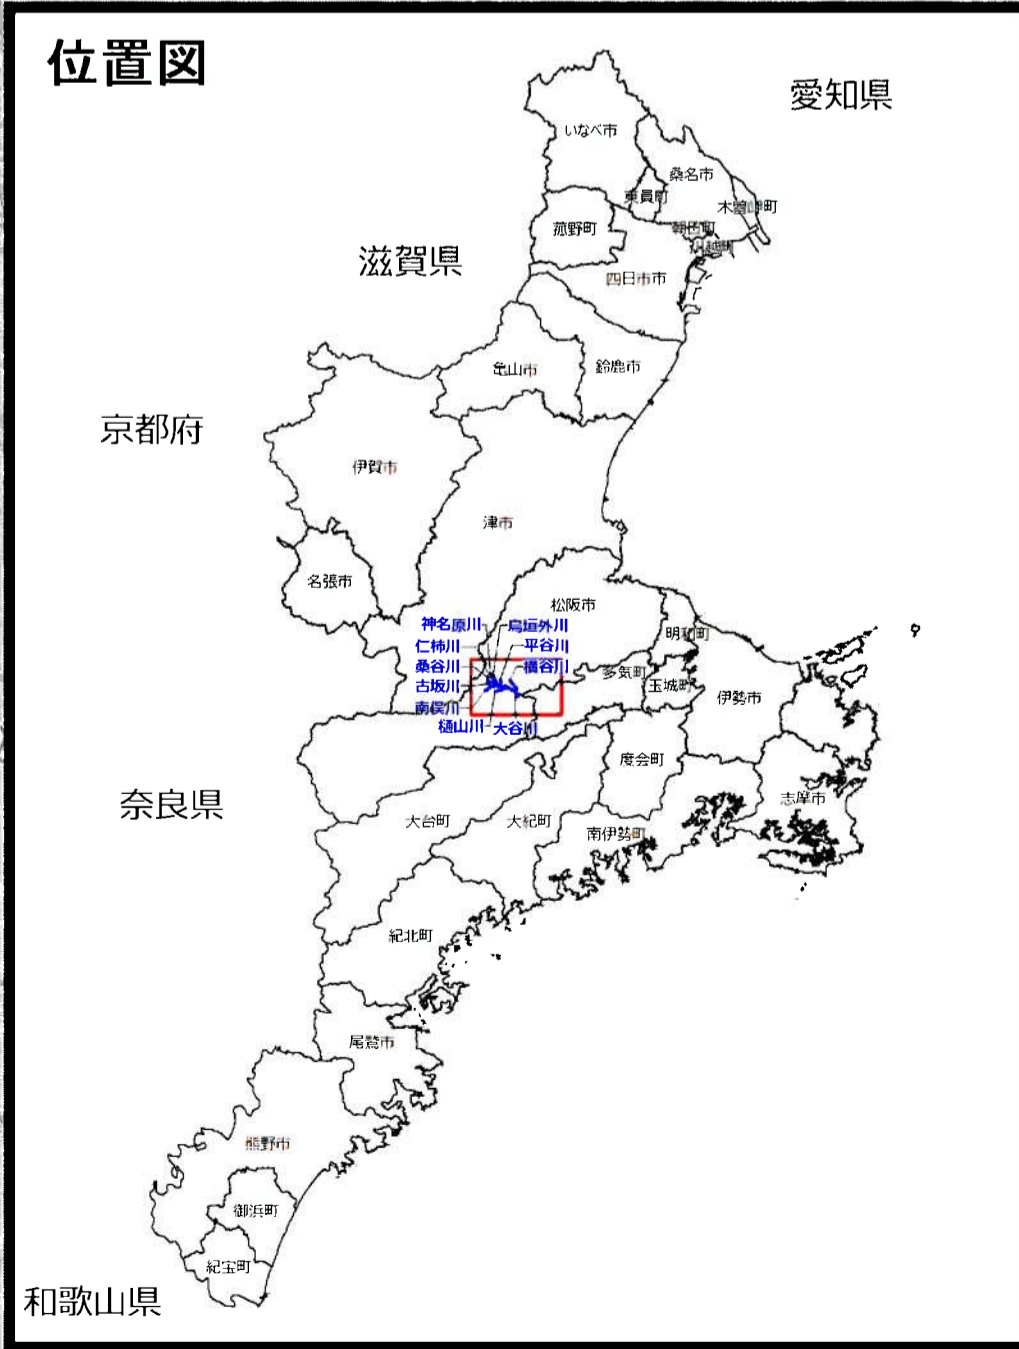 位置図
愛知県
いなべ市
桑名市
東員町
木曽岬町
菰野町
朝日町
川越町
滋賀県
四日市市
亀山市
鈴鹿市
京都府
伊賀市
津市
名張市
松阪市
神名原川
烏垣外川
明和町
仁柿川
平谷川
桑谷川
横谷川
多気町
古坂川
玉城町
伊勢市
南俣川
樋山川
大谷川
度会町
奈良県
志摩市
大台町
大紀町
南伊勢町
紀北町
尾鷲市
熊野市
御浜町
紀宝町
和歌山県